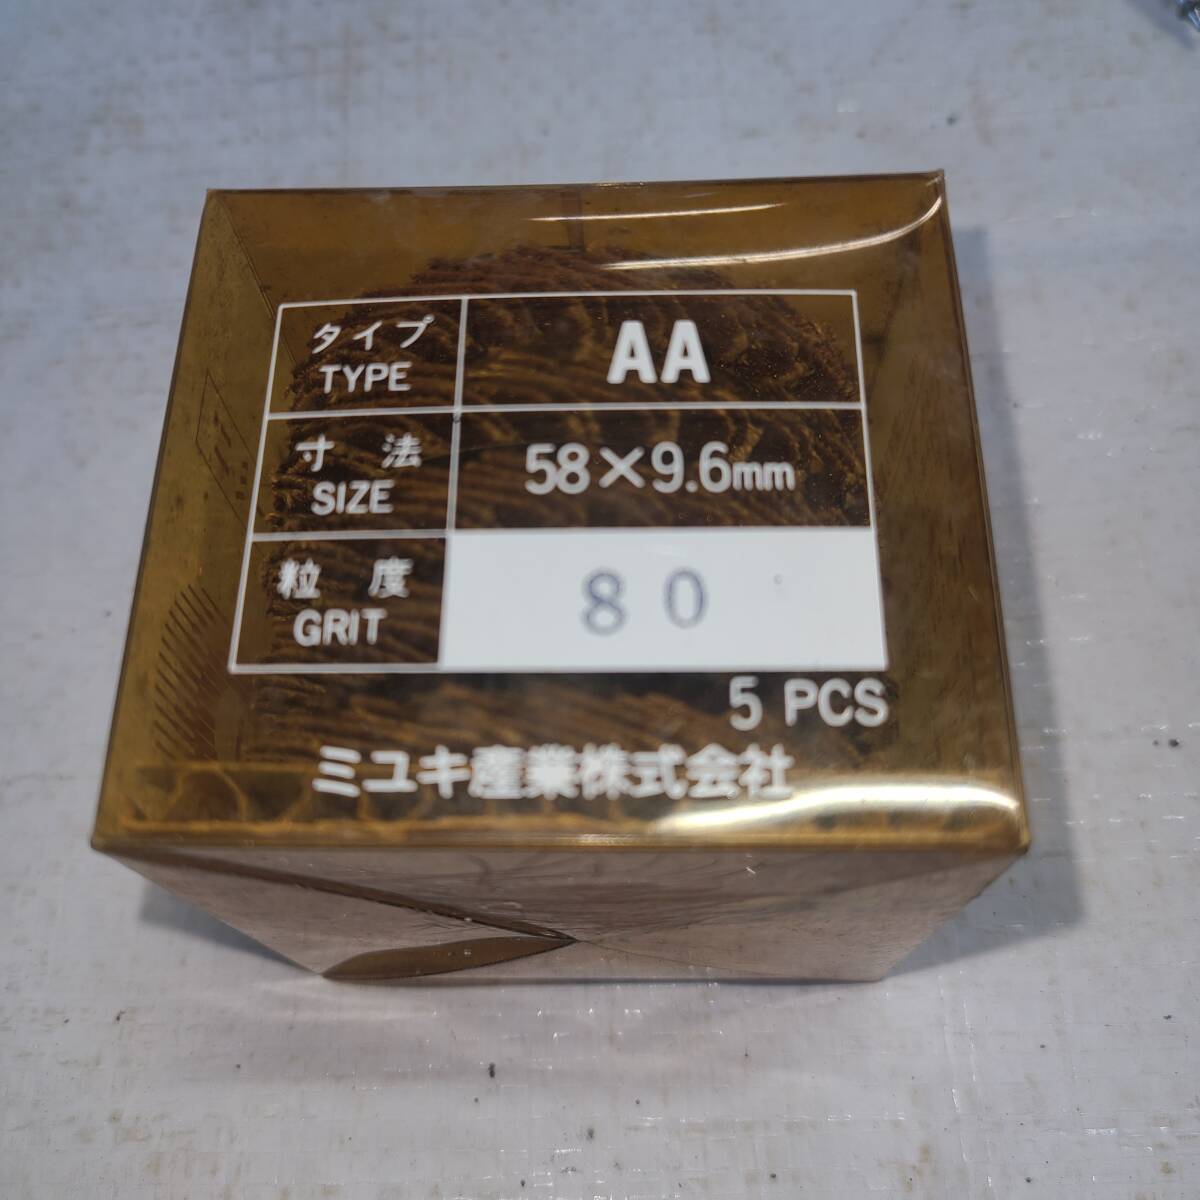 タイプ
TYPE
AA
寸法
SIZE
58×9.6mm
粒度
GRIT
80
5 PCS
ミユキ産業株式会社